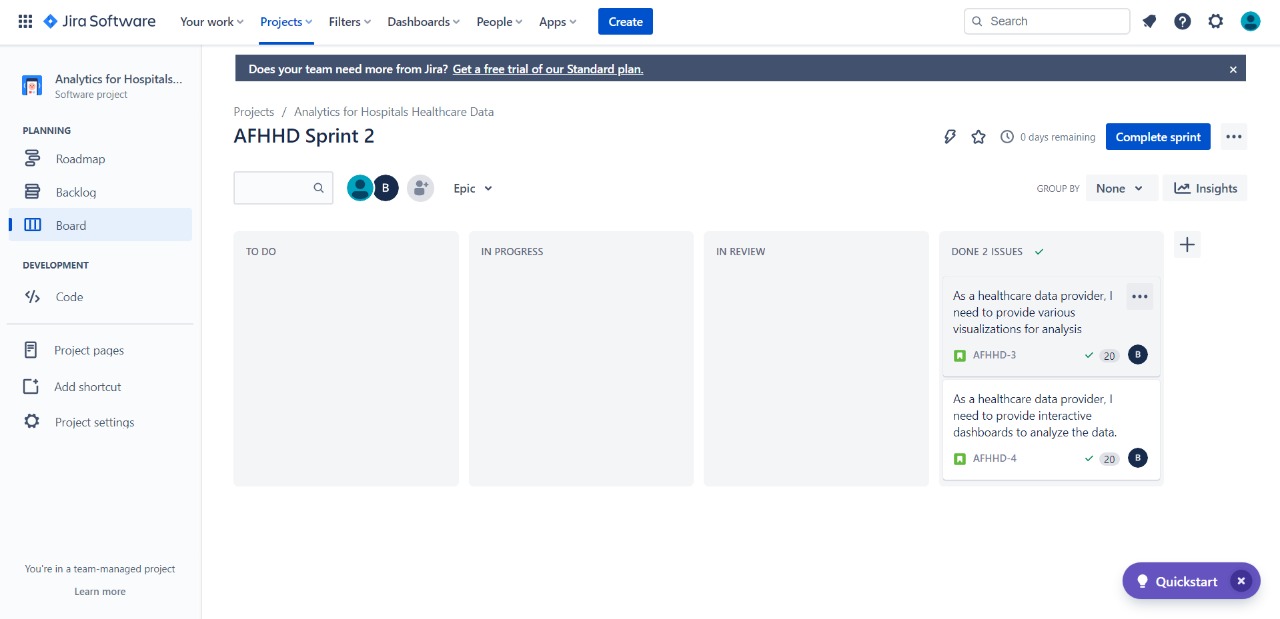 Jira Software
Your work
Projects
Filters
Dashboards
People
Apps
Create
Search
Analytics for Hospitals...
Software project
PLANNING
Roadmap
Backlog
Board
DEVELOPMENT
Code
Project pages
Add shortcut
Project settings
You're in a team-managed project
Learn more
Does your team need more from Jira? Get a free trial of our Standard plan.
Projects / Analytics for Hospitals Healthcare Data
AFHHD Sprint 2
0 days remaining
Complete sprint
B
Epic
GROUP BY
None
Insights
TO DO
IN PROGRESS
IN REVIEW
DONE 2 ISSUES
As a healthcare data provider, I
need to provide various
visualizations for analysis
AFHHD-3
20
B
As a healthcare data provider, I
need to provide interactive
dashboards to analyze the data.
AFHHD-4
20
B
Quickstart